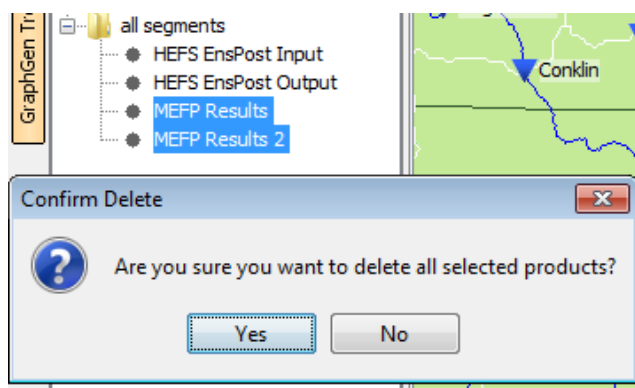 GraphGen Tre
all segments
HEFS EnsPost Input
HEFS EnsPost Output
MEFP Results
MEFP Results 2
Conklin
Confirm Delete
Are you sure you want to delete all selected products?
Yes
No